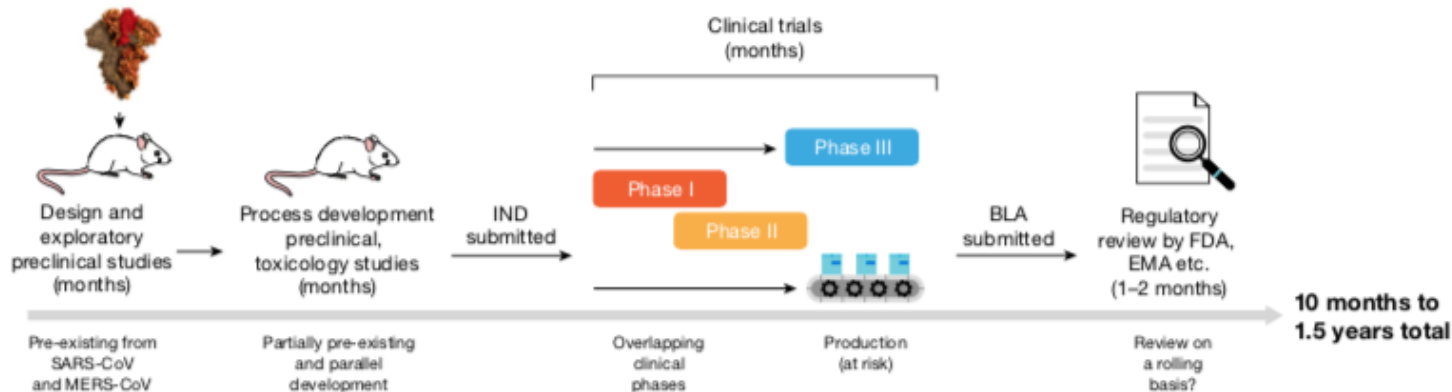 Clinical trials
(months)
Phase III
Phase I
Phase II
Design and
exploratory
preclinical studies
(months)
Process development
preclinical,
toxicology studies
(months)
IND
submitted
BLA
submitted
Regulatory
review by FDA,
EMA etc.
(1–2 months)
10 months to
1.5 years total
Pre-existing from
SARS-CoV
and MERS-CoV
Partially pre-existing
and parallel
development
Overlapping
clinical
phases
Production
(at risk)
Review on
a rolling
basis?